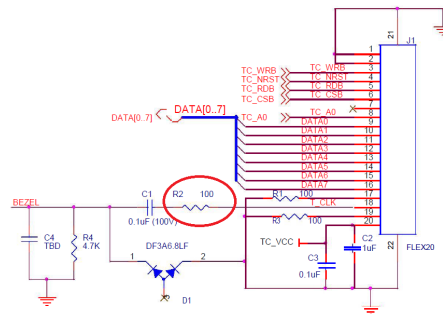 21
J1
1
2
TC_WRB TC_WRB 3
TC_NRST TC_NRST 4
TC_RDB TC_RDB 5
TC_CSB TC_CSB 6
7
TC_A0 TC_A0 8
DATA[0..7] DATA[0..7] DATA0 9
DATA1 10
DATA2 11
DATA3 12
DATA4 13
DATA5 14
DATA6 15
DATA7 16
R1 100 17
BEZEL C1 R2 100 T_CLK 18
0.1uF (100V) 100 19
20
C4 TBD
R4 4.7K
DF3A6.8LF
1 2
D1
TC_VCC
C2 1uF
C3 0.1uF
22
FLEX20